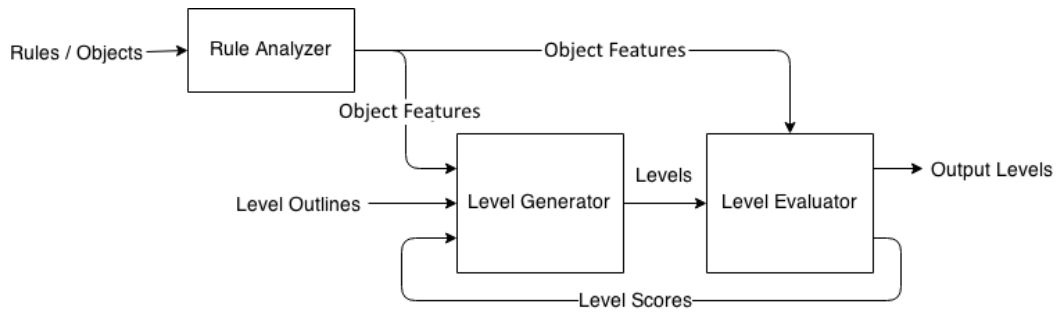 Rules / Objects
Rule Analyzer
Object Features
Object Features
Level Outlines
Level Generator
Levels
Level Evaluator
Output Levels
Level Scores